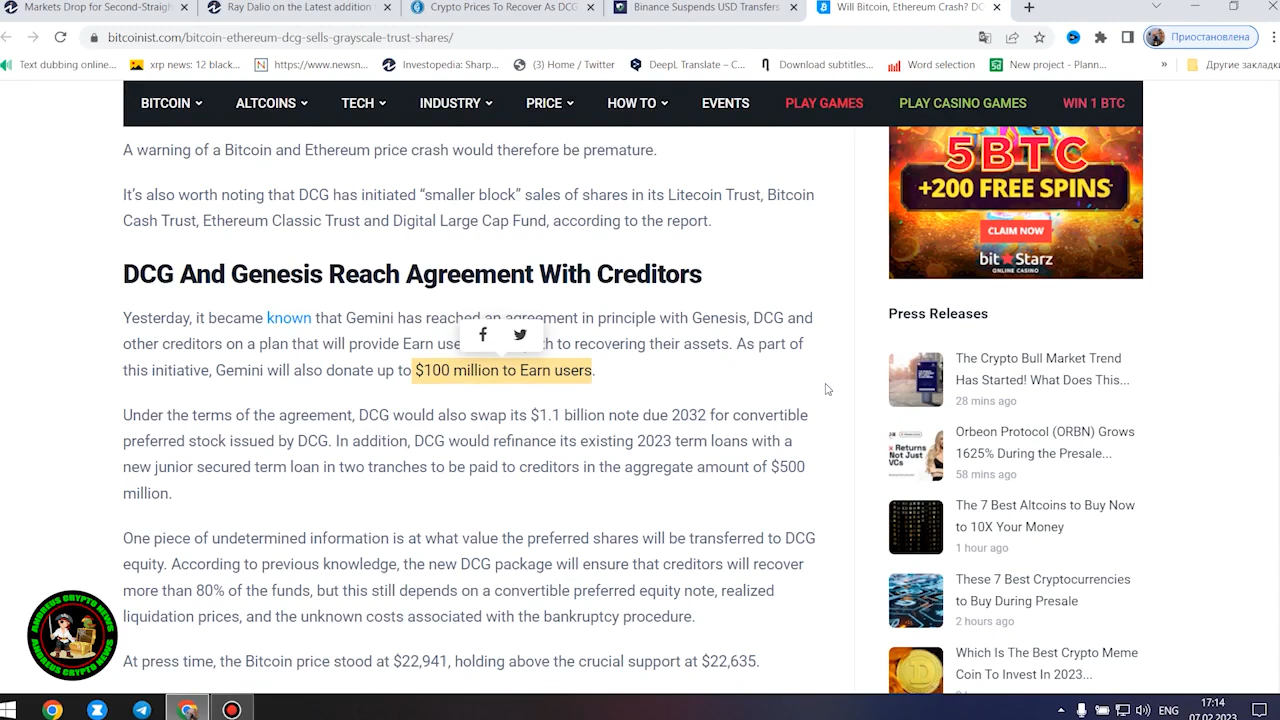 Markets Drop for Second-Straigh
Ray Dalio on the Latest addition
Crypto Prices To Recover As DCG
Binance Suspends USD Transfers
Will Bitcoin, Ethereum Crash? DC
bitcoinist.com/bitcoin-ethereum-dcg-sells-grayscale-trust-shares/
Приостановлена
Text dubbing online...
xrp news: 12 black...
https://www.newsn...
Investopedia: Sharp...
(3) Home / Twitter
DeepL Translate – C...
Download subtitles...
Word selection
New project - Plann...
»
Другие закладки
BITCOIN
ALTCOINS
TECH
INDUSTRY
PRICE
HOW TO
EVENTS
PLAY GAMES
PLAY CASINO GAMES
WIN 1 BTC
A warning of a Bitcoin and Ethereum price crash would therefore be premature.
It's also worth noting that DCG has initiated “smaller block” sales of shares in its Litecoin Trust, Bitcoin
Cash Trust, Ethereum Classic Trust and Digital Large Cap Fund, according to the report.
DCG And Genesis Reach Agreement With Creditors
Yesterday, it became known that Gemini has reached an agreement in principle with Genesis, DCG and
other creditors on a plan that will provide Earn use th to recovering their assets. As part of
this initiative, Gemini will also donate up to $100 million to Earn users.
Under the terms of the agreement, DCG would also swap its $1.1 billion note due 2032 for convertible
preferred stock issued by DCG. In addition, DCG would refinance its existing 2023 term loans with a
new junior secured term loan in two tranches to be paid to creditors in the aggregate amount of $500
million.
One piece of indetermined information is at what value the preferred shares will be transferred to DCG
equity. According to previous knowledge, the new DCG package will ensure that creditors will recover
more than 80% of the funds, but this still depends on a convertible preferred equity note, realized
liquidation prices, and the unknown costs associated with the bankruptcy procedure.
At press time, the Bitcoin price stood at $22,941, holding above the crucial support at $22,635.
5BTC
+200 FREE SPINS
CLAIM NOW
bitStarz
ONLINE CASINO
Press Releases
The Crypto Bull Market Trend
Has Started! What Does This...
28 mins ago
Returns
Not Just
VCs
Orbeon Protocol (ORBN) Grows
1625% During the Presale...
58 mins ago
The 7 Best Altcoins to Buy Now
to 10X Your Money
1 hour ago
These 7 Best Cryptocurrencies
to Buy During Presale
2 hours ago
Which Is The Best Crypto Meme
Coin To Invest In 2023...
ANDREUS CRYPTO NEWS
ANDREUS CRYPTO NEWS
ENG
17:14
07.02.2023